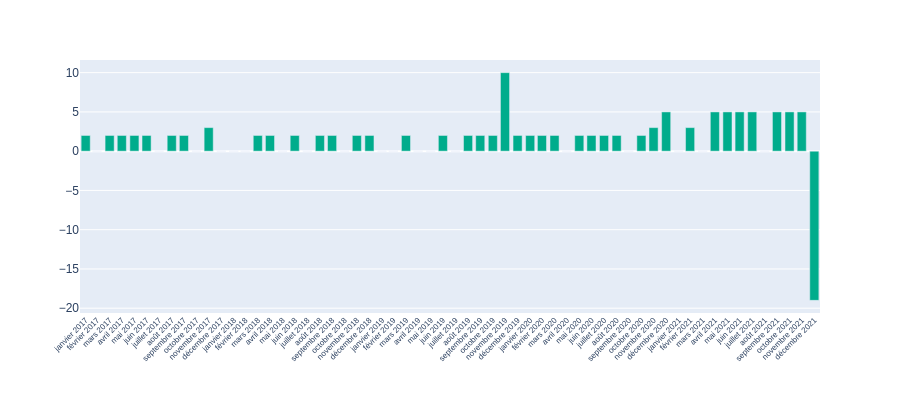 10
5
0
−5
−10
−15
−20
janvier 2017
février 2017
mars 2017
avril 2017
mai 2017
juin 2017
juillet 2017
août 2017
septembre 2017
octobre 2017
novembre 2017
décembre 2017
janvier 2018
février 2018
mars 2018
avril 2018
mai 2018
juin 2018
juillet 2018
août 2018
septembre 2018
octobre 2018
novembre 2018
décembre 2018
janvier 2019
février 2019
mars 2019
avril 2019
mai 2019
juin 2019
juillet 2019
août 2019
septembre 2019
octobre 2019
novembre 2019
décembre 2019
janvier 2020
février 2020
mars 2020
avril 2020
mai 2020
juin 2020
juillet 2020
août 2020
septembre 2020
octobre 2020
novembre 2020
décembre 2020
janvier 2021
février 2021
mars 2021
avril 2021
mai 2021
juin 2021
juillet 2021
août 2021
septembre 2021
octobre 2021
novembre 2021
décembre 2021